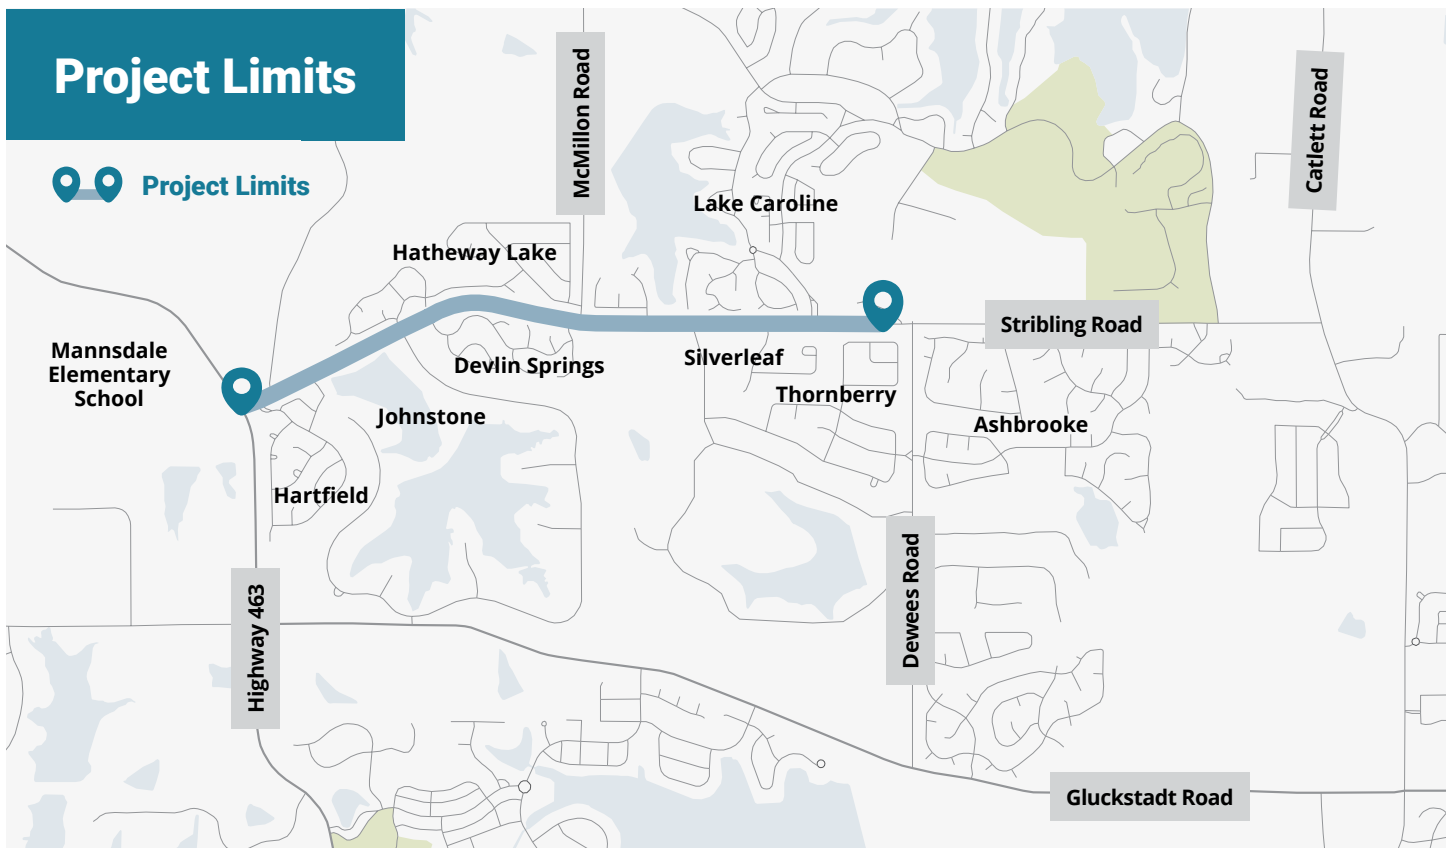 Project Limits
Project Limits
McMillon Road
Catlett Road
Lake Caroline
Hatheway Lake
Stribling Road
Mannsdale
Elementary
School
Devlin Springs
Silverleaf
Thornberry
Johnstone
Ashbrooke
Hartfield
Dewees Road
Highway 463
Gluckstadt Road